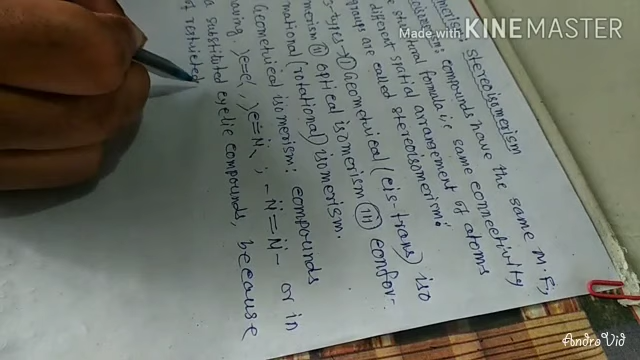 Made with KINEMASTER
stereoisomerism
compounds have the same M.F,
structural formula i.e same connectivity
different spatial arrangement of atoms
groups are called stereoisomerism.
types→ (I) Geometrical (cis-trans) iso
merism (II) optical isomerism (III) confor-
mational (rotational) isomerism.
Geometrical isomerism: compounds
having >C=C<, >C=N̈\; -N̈=N̈- or in
a substituted cyclic compounds, because
of restricted
AndroVid